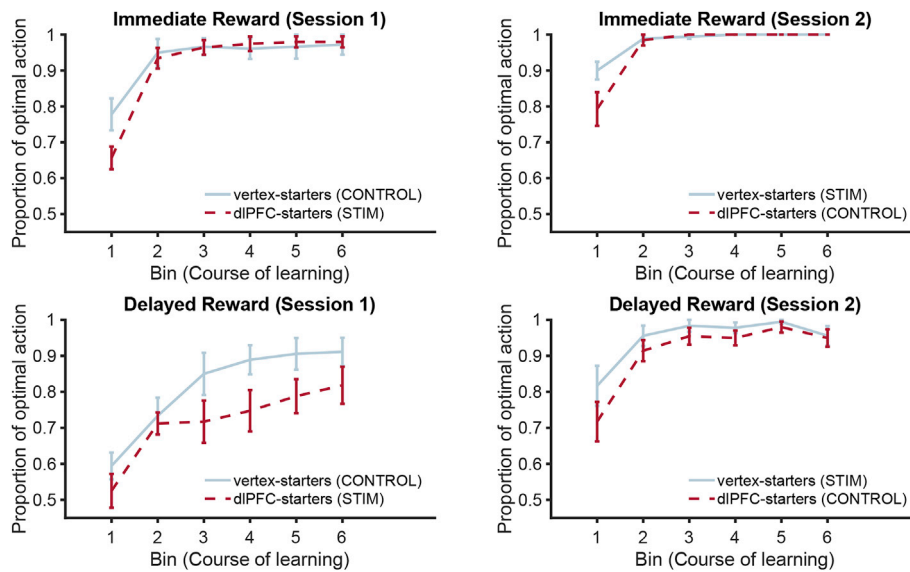 Immediate Reward (Session 1)
Proportion of optimal action
1
0.9
0.8
0.7
0.6
0.5
vertex-starters (CONTROL)
dlPFC-starters (STIM)
1 2 3 4 5 6
Bin (Course of learning)
Immediate Reward (Session 2)
Proportion of optimal action
1
0.9
0.8
0.7
0.6
0.5
vertex-starters (STIM)
dlPFC-starters (CONTROL)
1 2 3 4 5 6
Bin (Course of learning)
Delayed Reward (Session 1)
Proportion of optimal action
1
0.9
0.8
0.7
0.6
0.5
vertex-starters (CONTROL)
dlPFC-starters (STIM)
1 2 3 4 5 6
Bin (Course of learning)
Delayed Reward (Session 2)
Proportion of optimal action
1
0.9
0.8
0.7
0.6
0.5
vertex-starters (STIM)
dlPFC-starters (CONTROL)
1 2 3 4 5 6
Bin (Course of learning)